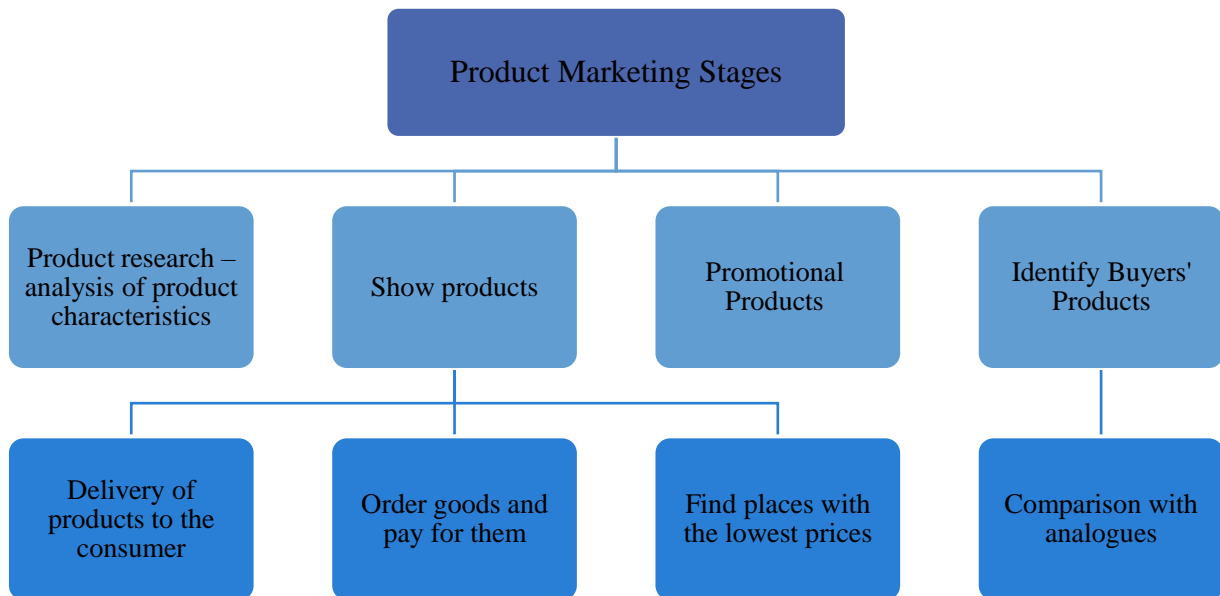 Product Marketing Stages
Product research –
analysis of product
characteristics
Show products
Promotional
Products
Identify Buyers'
Products
Delivery of
products to the
consumer
Order goods and
pay for them
Find places with
the lowest prices
Comparison with
analogues